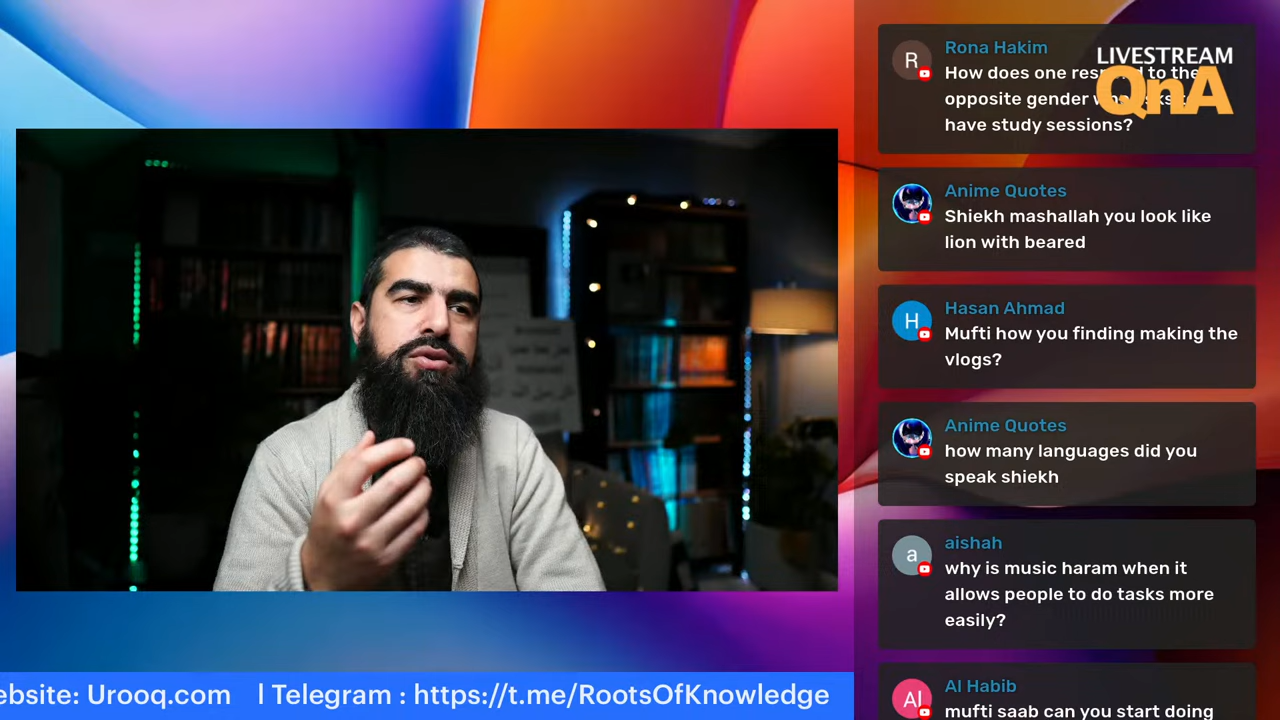 Rona Hakim
How does one to the
opposite gender
have study sessions?
LIVESTREAM
QnA
Anime Quotes
Shiekh mashallah you look like
lion with beared
Hasan Ahmad
Mufti how you finding making the
vlogs?
Anime Quotes
how many languages did you
speak shiekh
aishah
why is music haram when it
allows people to do tasks more
easily?
Al Habib
mufti saab can you start doing
R
H
a
Al
ebsite: Urooq.com | Telegram : https://t.me/RootsOfKnowledge